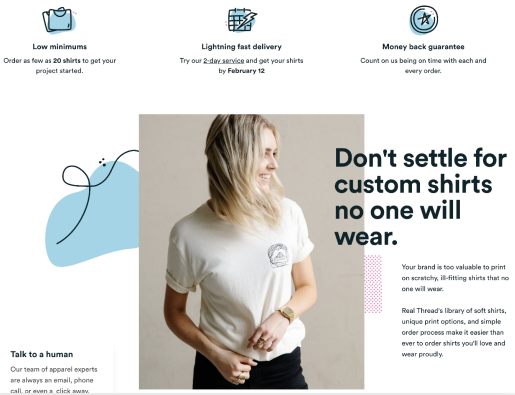 Low minimums
Order as few as 20 shirts to get your
project started.
Lightning fast delivery
Try our 2-day service and get your shirts
by February 12
Money back guarantee
Count on us being on time with each and
every order.
Don't settle for
custom shirts
no one will
wear.
Your brand is too valuable to print
on scratchy, ill-fitting shirts that no
one will wear.
Real Thread's library of soft shirts,
unique print options, and simple
order process make it easier than
ever to order shirts you'll love and
wear proudly.
Talk to a human
Our team of apparel experts
are always an email, phone
call, or even a click away.